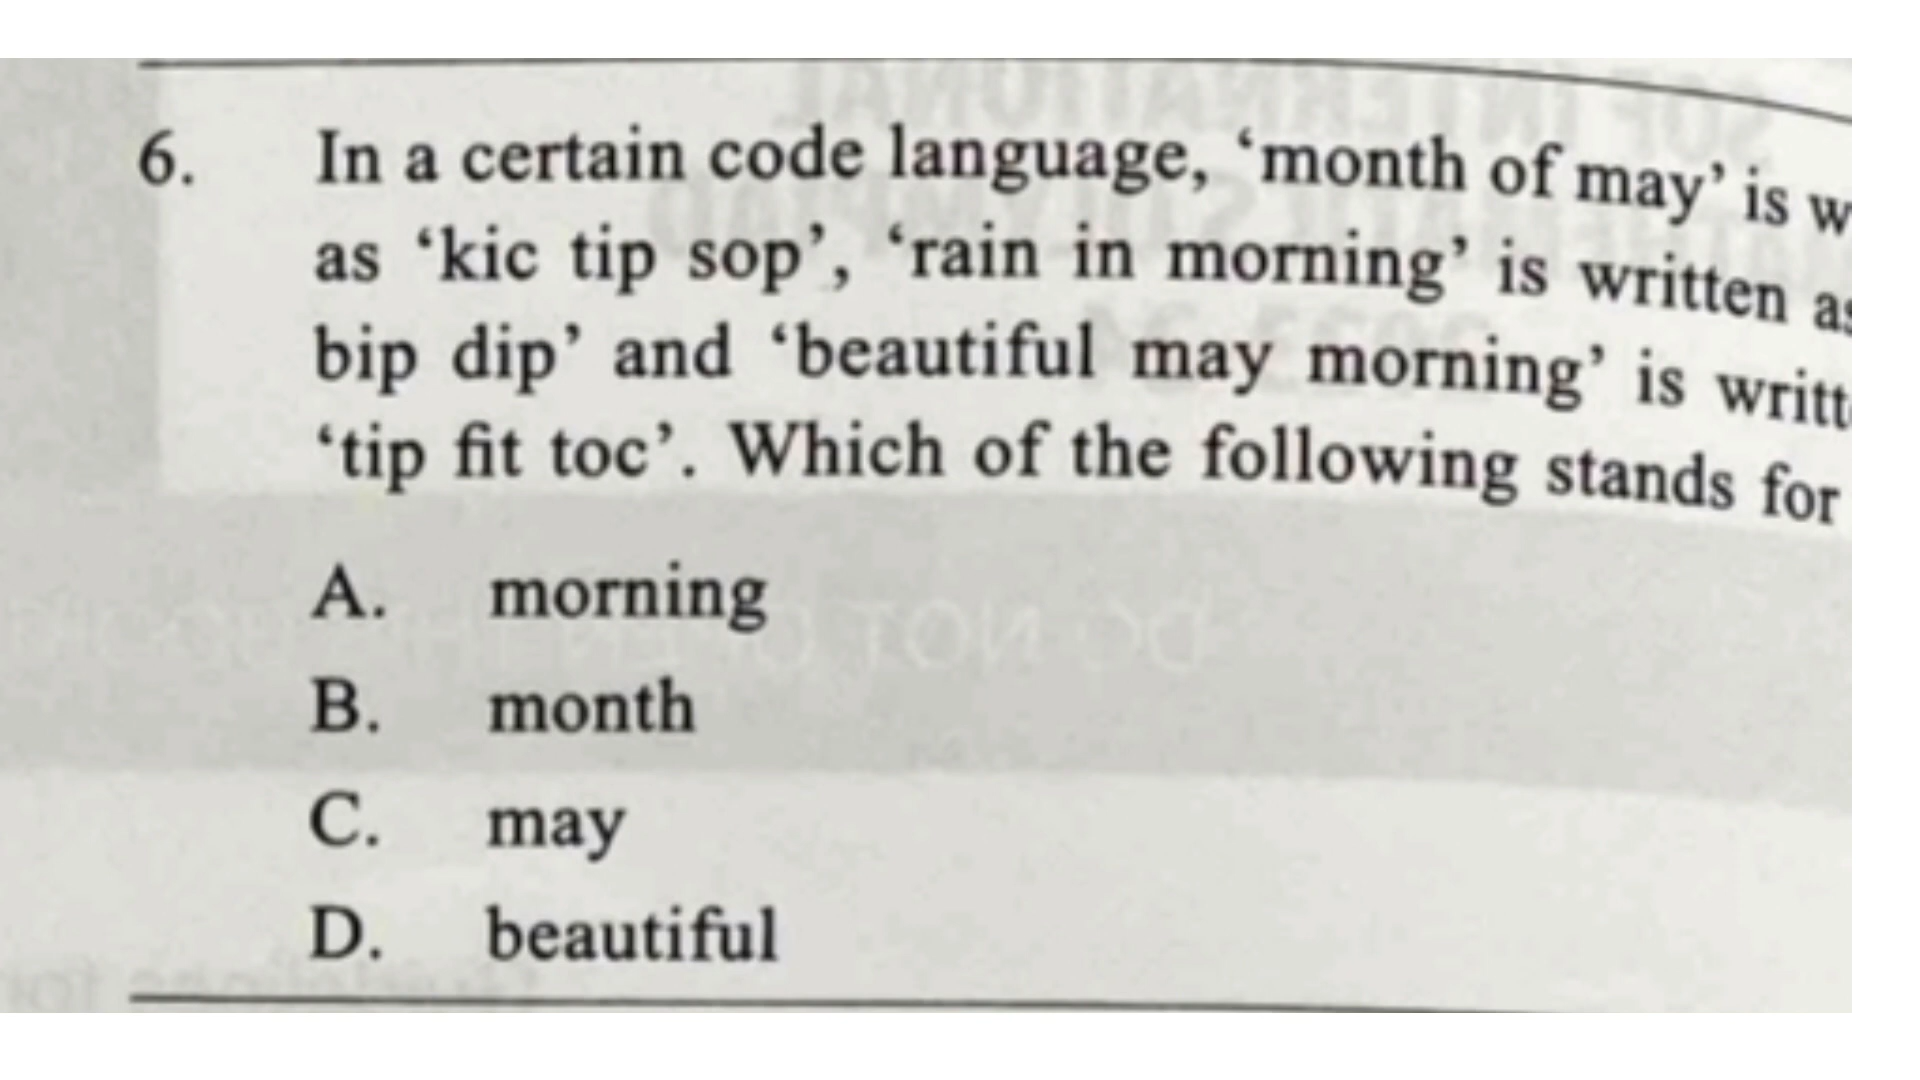 6. In a certain code language, ‘month of may’ is w
as ‘kic tip sop’, ‘rain in morning’ is written as
bip dip’ and ‘beautiful may morning’ is writt
‘tip fit toc’. Which of the following stands for
A. morning
B. month
C. may
D. beautiful